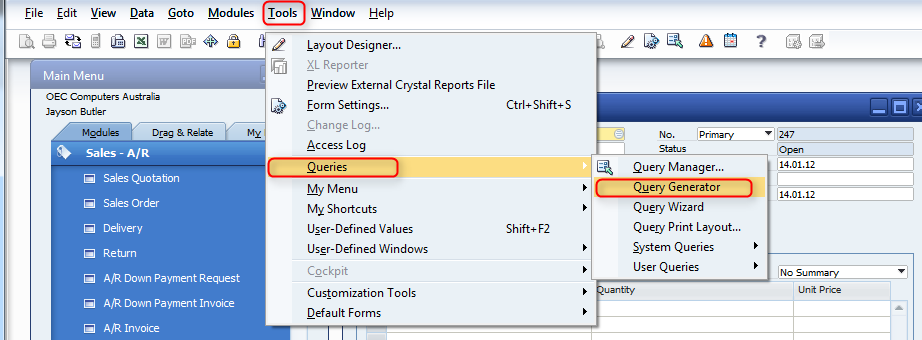 File Edit View Data Goto Modules Tools Window Help
Main Menu
OEC Computers Australia
Jayson Butler
Modules Drag & Relate My
Sales - A/R
Sales Quotation
Sales Order
Delivery
Return
A/R Down Payment Request
A/R Down Payment Invoice
A/R Invoice
Layout Designer...
XL Reporter
Preview External Crystal Reports File
Form Settings... Ctrl+Shift+S
Change Log...
Access Log
Queries
My Menu
My Shortcuts
User-Defined Values Shift+F2
User-Defined Windows
Cockpit
Customization Tools
Default Forms
Query Manager...
Query Generator
Query Wizard
Query Print Layout...
System Queries
User Queries
No. Primary 247
Status Open
14.01.12
14.01.12
No Summary
Quantity Unit Price